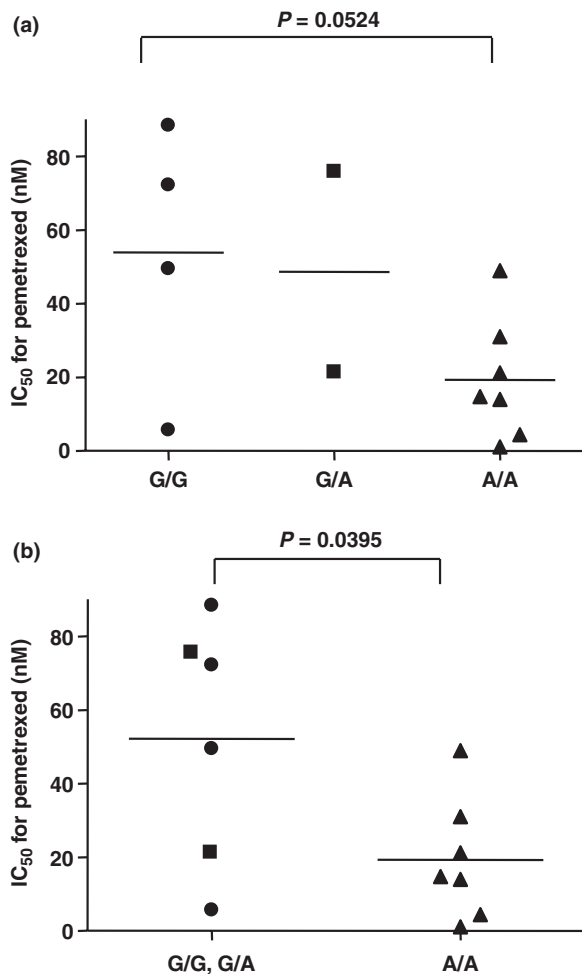 (a)
P = 0.0524
IC50 for pemetrexed (nM)
80
60
40
20
0
G/G G/A A/A
(b)
P = 0.0395
IC50 for pemetrexed (nM)
80
60
40
20
0
G/G, G/A A/A